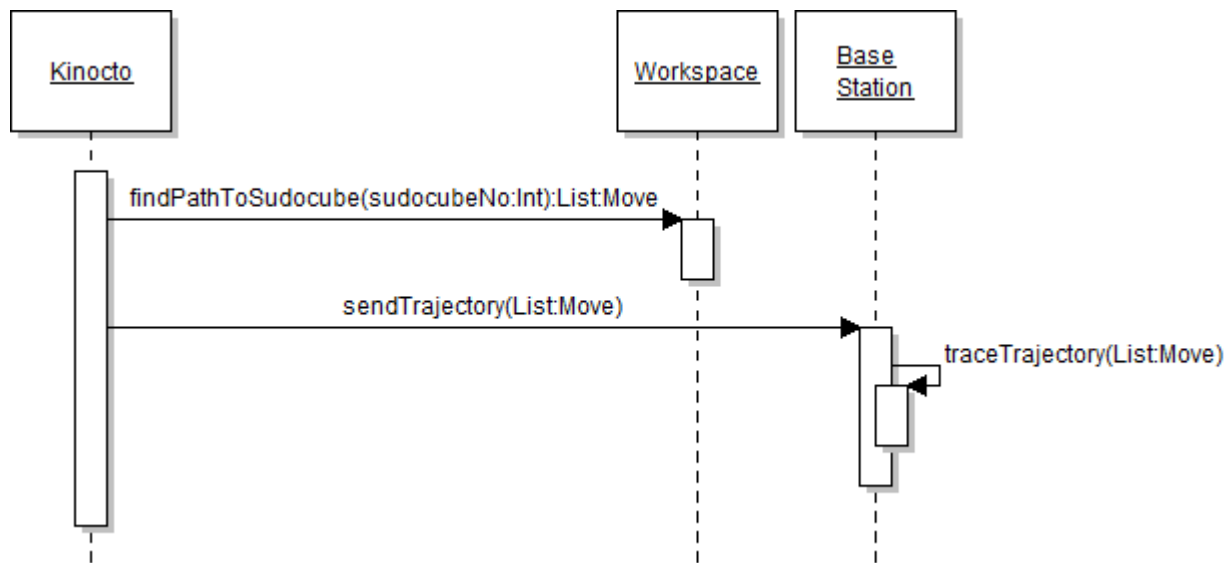 Kinocto
Workspace
Base
Station
findPathToSudocube(sudocubeNo:Int):List:Move
sendTrajectory(List:Move)
traceTrajectory(List:Move)